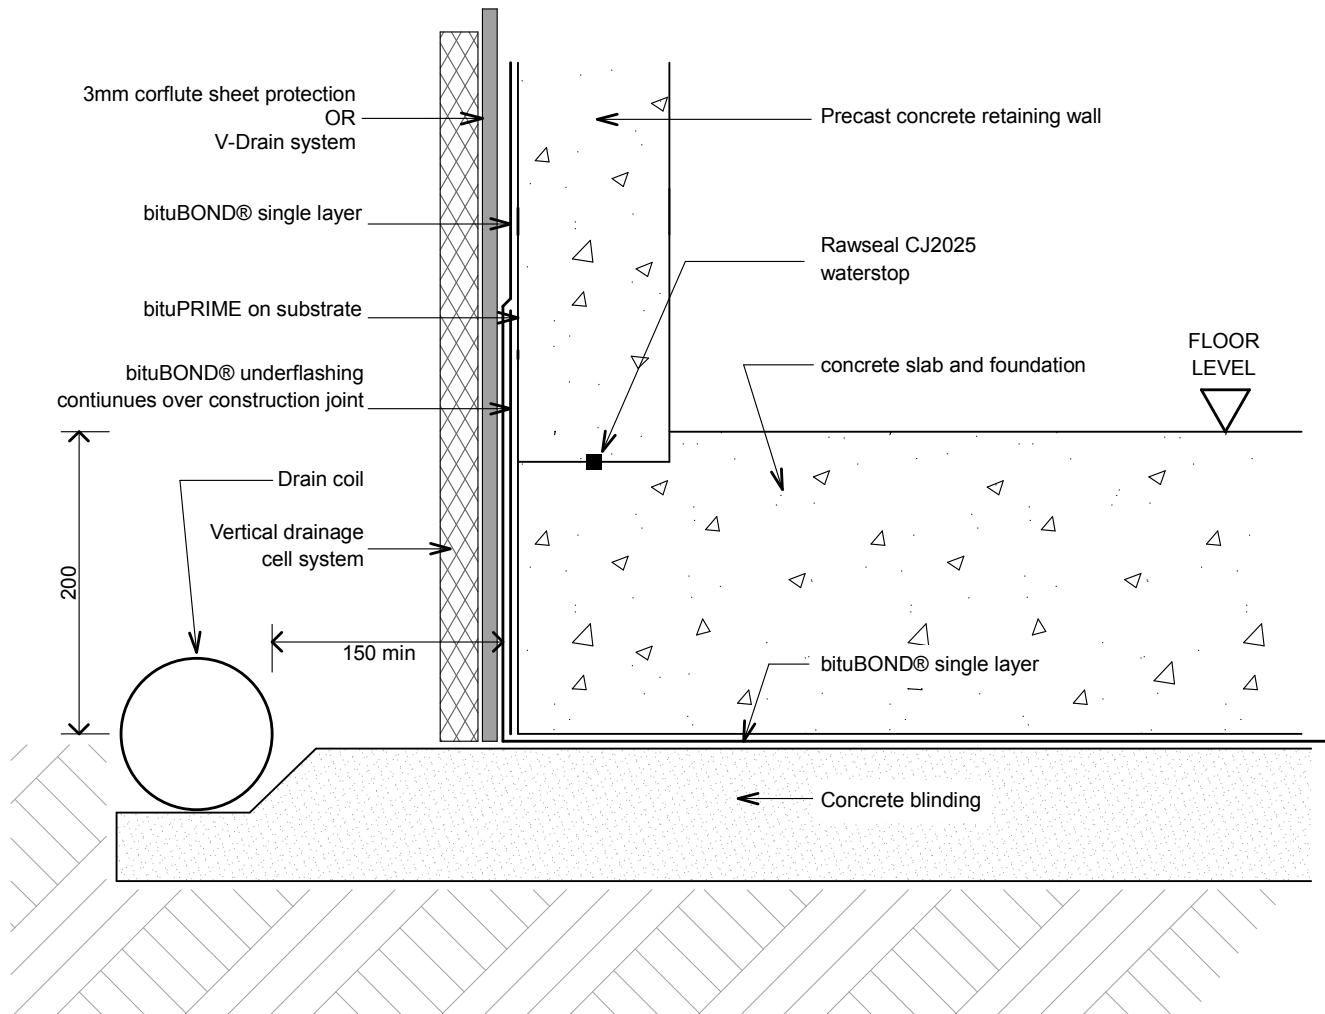 3mm corflute sheet protection
OR
V-Drain system
Precast concrete retaining wall
bituBOND® single layer
Rawseal CJ2025
waterstop
bituPRIME on substrate
FLOOR
LEVEL
concrete slab and foundation
bituBOND® underflashing
contiunues over construction joint
Drain coil
Vertical drainage
cell system
200
150 min
bituBOND® single layer
Concrete blinding